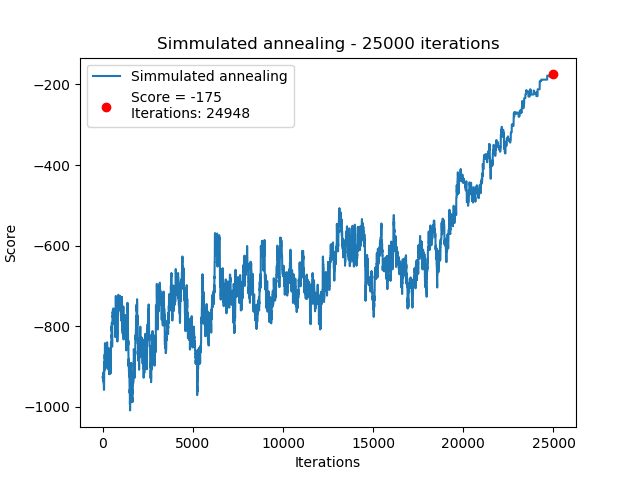 Simmulated annealing - 25000 iterations
Simmulated annealing
Score = -175
Iterations: 24948
Score
−200
−400
−600
−800
−1000
0 5000 10000 15000 20000 25000
Iterations